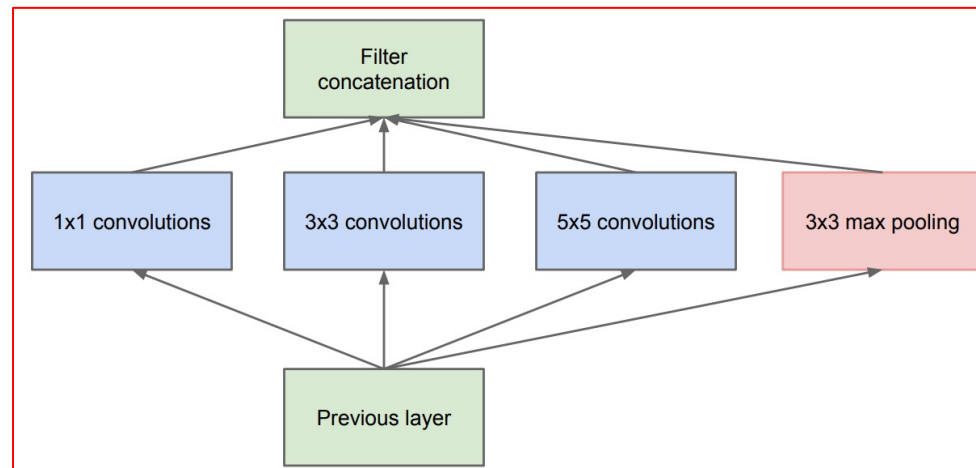 Filter
concatenation
1x1 convolutions
3x3 convolutions
5x5 convolutions
3x3 max pooling
Previous layer